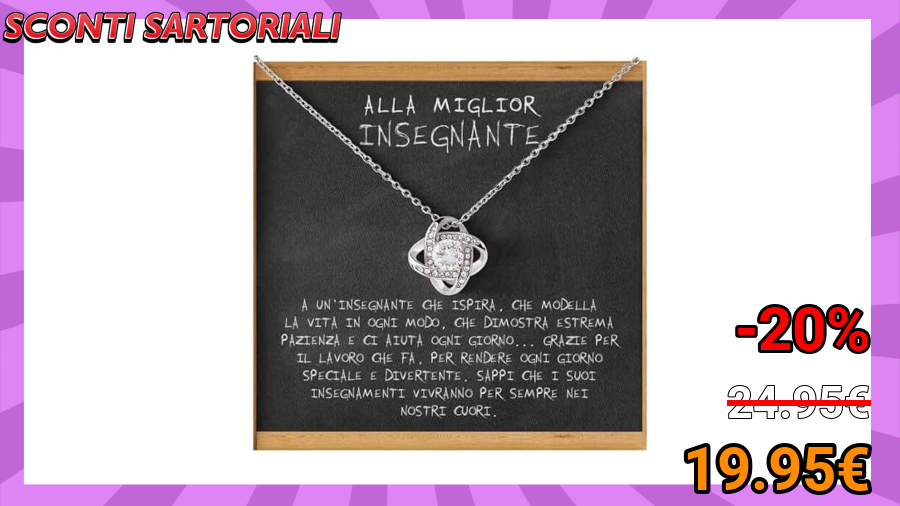 SCONTI SARTORIALI
ALLA MIGLIOR
INSEGNANTE
A UN'INSEGNANTE CHE ISPIRA, CHE MODELLA
LA VITA IN OGNI MODO, CHE DIMOSTRA ESTREMA
PAZIENZA E CI AIUTA OGNI GIORNO... GRAZIE PER
IL LAVORO CHE FA, PER RENDERE OGNI GIORNO
SPECIALE E DIVERTENTE. SAPPI CHE I SUOI
INSEGNAMENTI VIVRANNO PER SEMPRE NEI
NOSTRI CUORI.
-20%
24.95€
19.95€